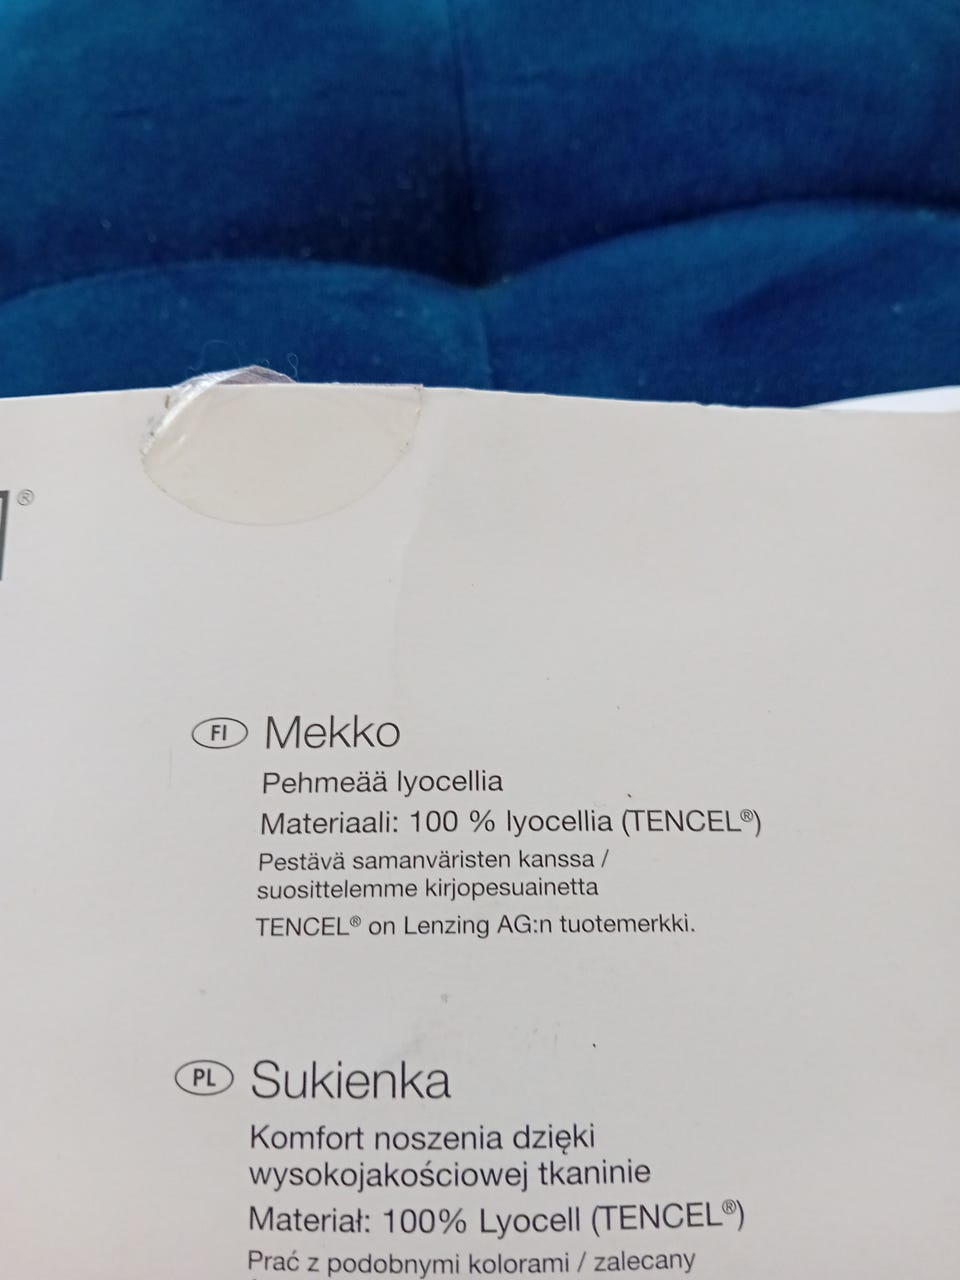 ®
FI Mekko
Pehmeää lyocellia
Materiaali: 100 % lyocellia (TENCEL®)
Pestävä samanväristen kanssa /
suosittelemme kirjopesuainetta
TENCEL® on Lenzing AG:n tuotemerkki.
PL Sukienka
Komfort noszenia dzięki
wysokojakościowej tkaninie
Materiał: 100% Lyocell (TENCEL®)
Prać z podobnymi kolorami / zalecany